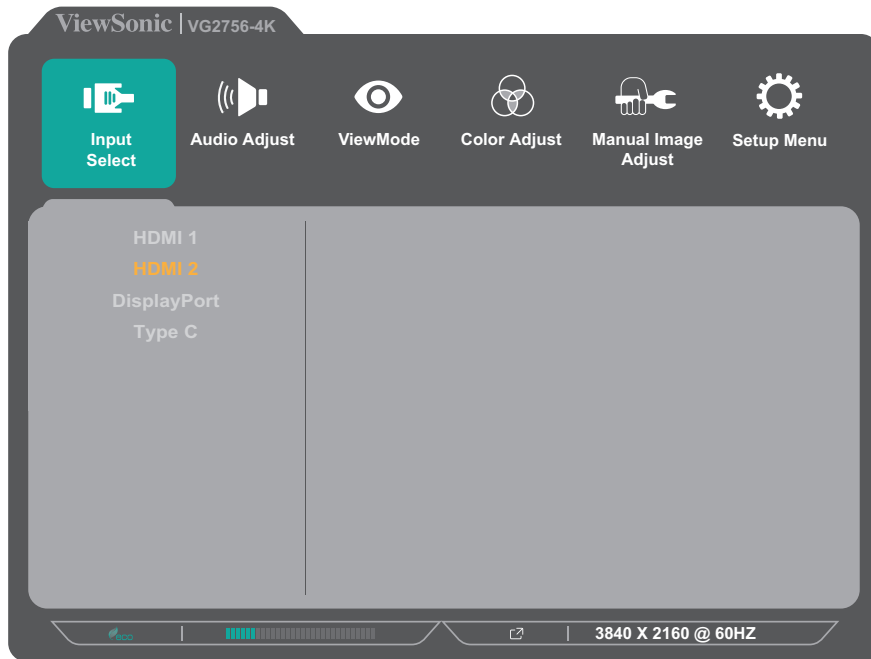 ViewSonic | VG2756-4K
Input
Select
Audio Adjust
ViewMode
Color Adjust
Manual Image
Adjust
Setup Menu
HDMI 1
HDMI 2
DisplayPort
Type C
eco
3840 X 2160 @ 60HZ